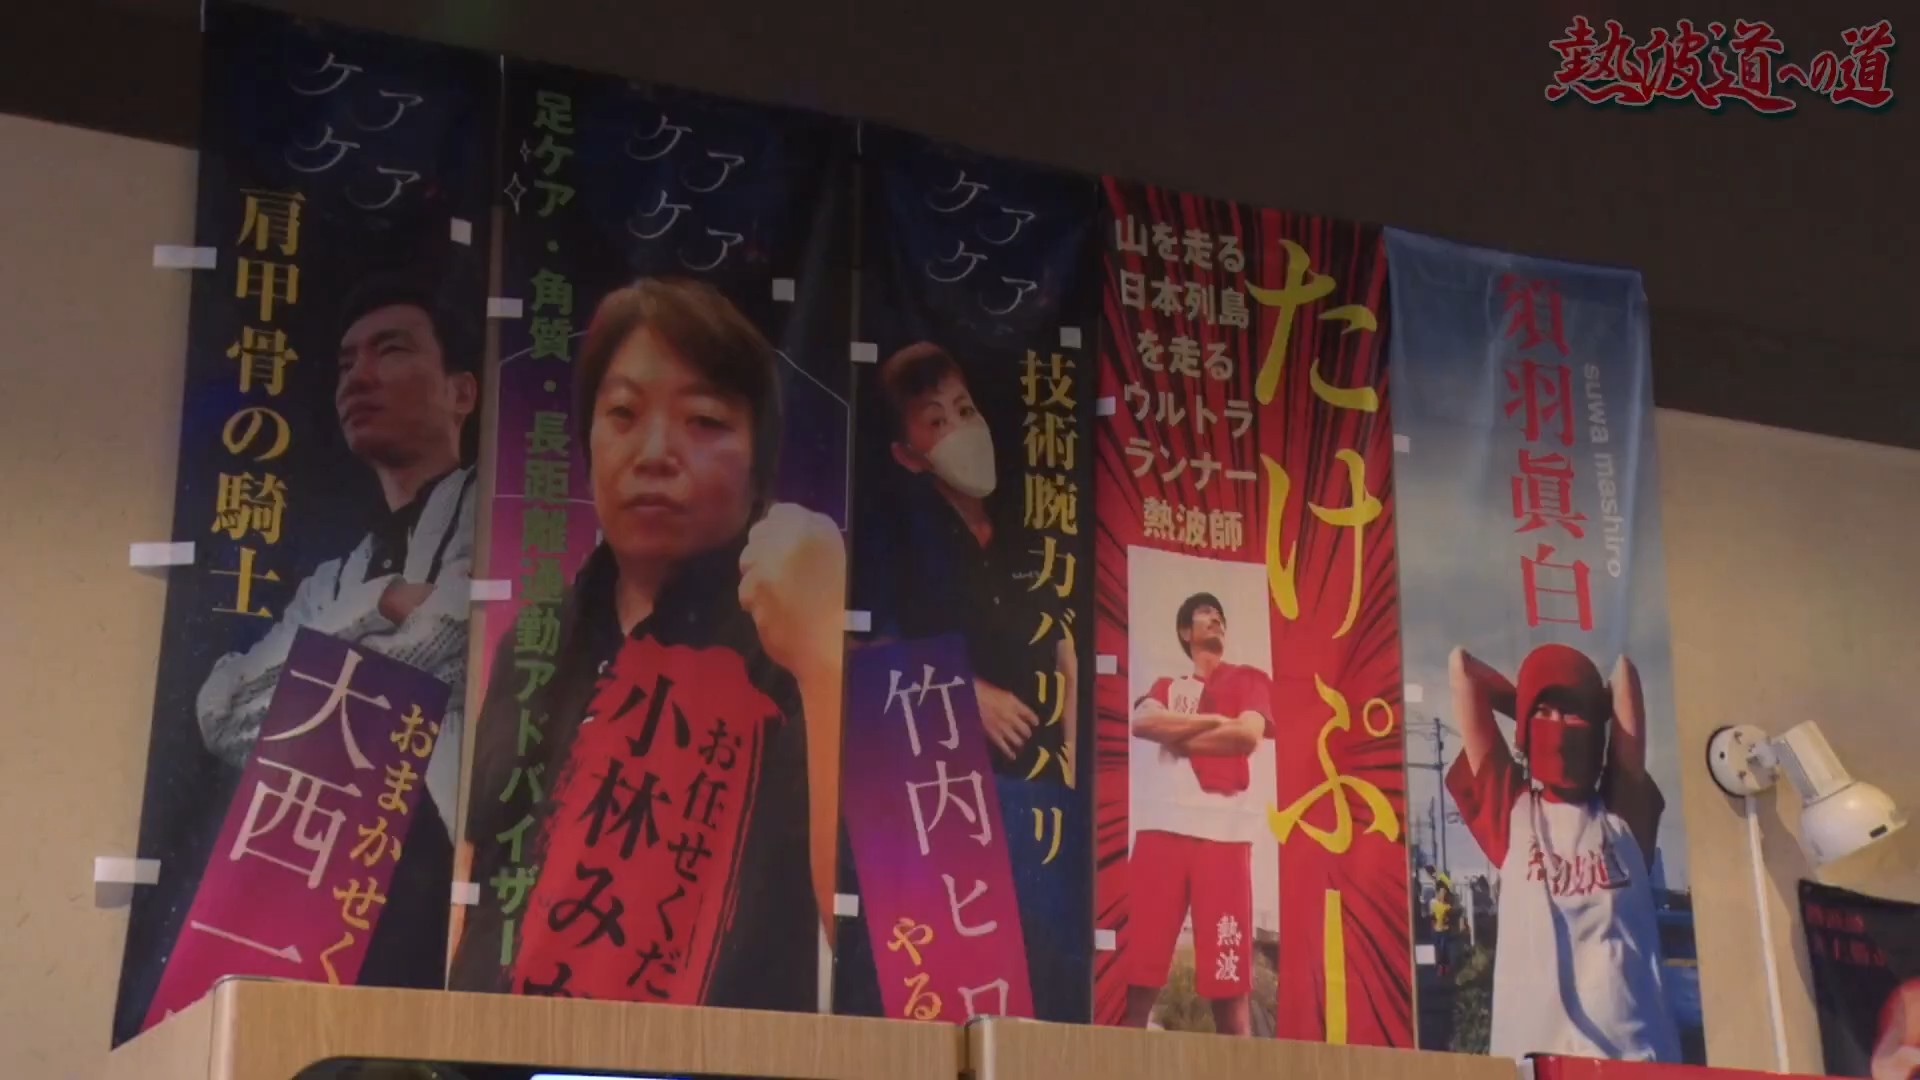 熱波道への道
ケアケア
肩甲骨の騎士
大西一
おまかせく
ケアケア
足ケア・角質・長距離通勤アドバイザー
小林みか
お任せくだ
ケアケア
技術腕力バリバリ
竹内ヒロ
やる
山を走る
日本列島
を走る
ウルトラ
ランナー
熱波師
たけぷー
熱波
須羽眞白
suwa mashiro
熱波道